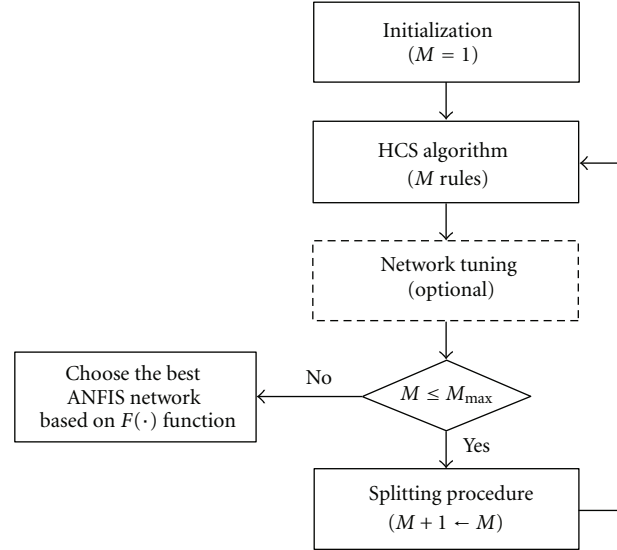 Initialization
(M = 1)
HCS algorithm
(M rules)
Network tuning
(optional)
Choose the best
ANFIS network
based on F(·) function
No
M ≤ Mmax
Yes
Splitting procedure
(M + 1 ← M)